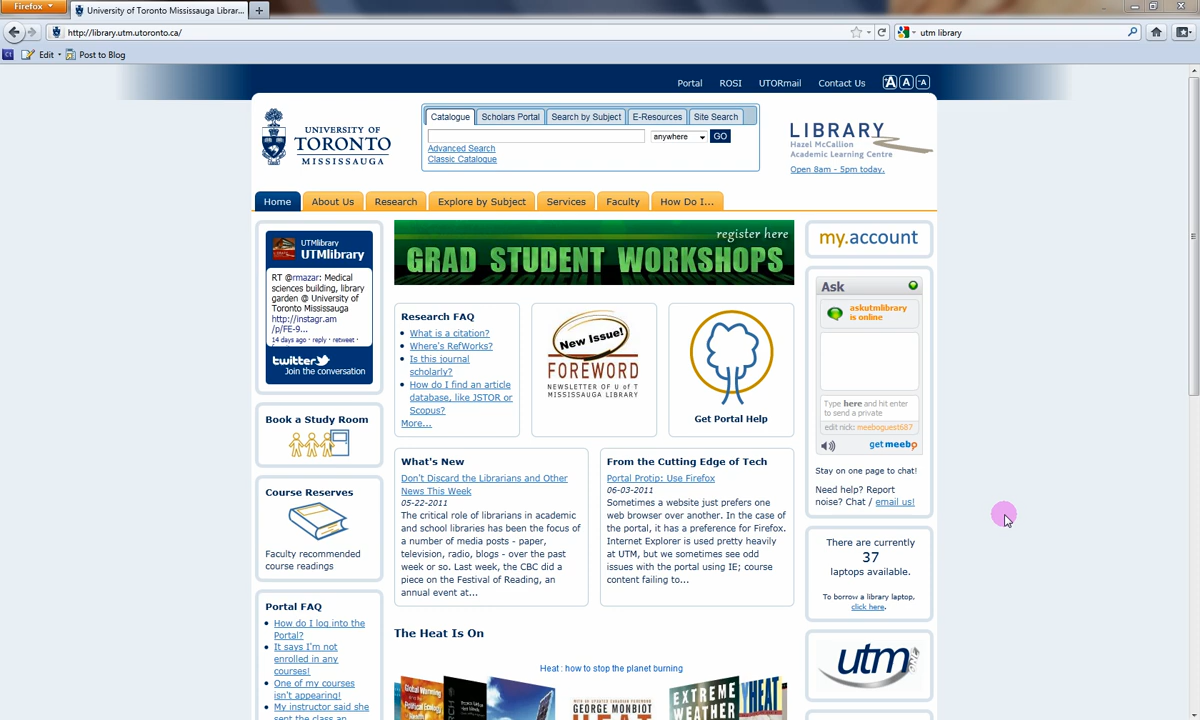 Firefox
University of Toronto Mississauga Librar...
http://library.utm.utoronto.ca/
utm library
Edit
Post to Blog
Portal ROSI UTORmail Contact Us A A A
UNIVERSITY OF
TORONTO
MISSISSAUGA
Catalogue Scholars Portal Search by Subject E-Resources Site Search
anywhere GO
Advanced Search
Classic Catalogue
LIBRARY
Hazel McCallion
Academic Learning Centre
Open 8am - 5pm today.
Home About Us Research Explore by Subject Services Faculty How Do I...
UTMlibrary
UTMlibrary
RT @rmazar: Medical
sciences building, library
garden @ University of
Toronto Mississauga
http://instagr.am
/p/FE-9...
14 days ago · reply · retweet ·
twitter
Join the conversation
Book a Study Room
Course Reserves
Faculty recommended
course readings
Portal FAQ
How do I log into the
Portal?
It says I'm not
enrolled in any
courses!
One of my courses
isn't appearing!
My instructor said she
sent the class an
register here
GRAD STUDENT WORKSHOPS
Research FAQ
What is a citation?
Where's RefWorks?
Is this journal
scholarly?
How do I find an article
database, like JSTOR or
Scopus?
More...
New Issue!
FOREWORD
NEWSLETTER OF U of T
MISSISSAUGA LIBRARY
Get Portal Help
What's New
Don't Discard the Librarians and Other
News This Week
05-22-2011
The critical role of librarians in academic
and school libraries has been the focus of
a number of media posts - paper,
television, radio, blogs - over the past
week or so. Last week, the CBC did a
piece on the Festival of Reading, an
annual event at...
From the Cutting Edge of Tech
Portal Protip: Use Firefox
06-03-2011
Sometimes a website just prefers one
web browser over another. In the case of
the portal, it has a preference for Firefox.
Internet Explorer is used pretty heavily
at UTM, but we sometimes see odd
issues with the portal using IE; course
content failing to...
The Heat Is On
Heat : how to stop the planet burning
Global Warming
GEORGE MONBIOT
HEAT
EXTREME
WEATHER
HEAT
my.account
Ask
askutmlibrary
is online
Type here and hit enter
to send a private
edit nick: meeboguest687
get meebo
Stay on one page to chat!
Need help? Report
noise? Chat / email us!
There are currently
37
laptops available.
To borrow a library laptop,
click here.
utm